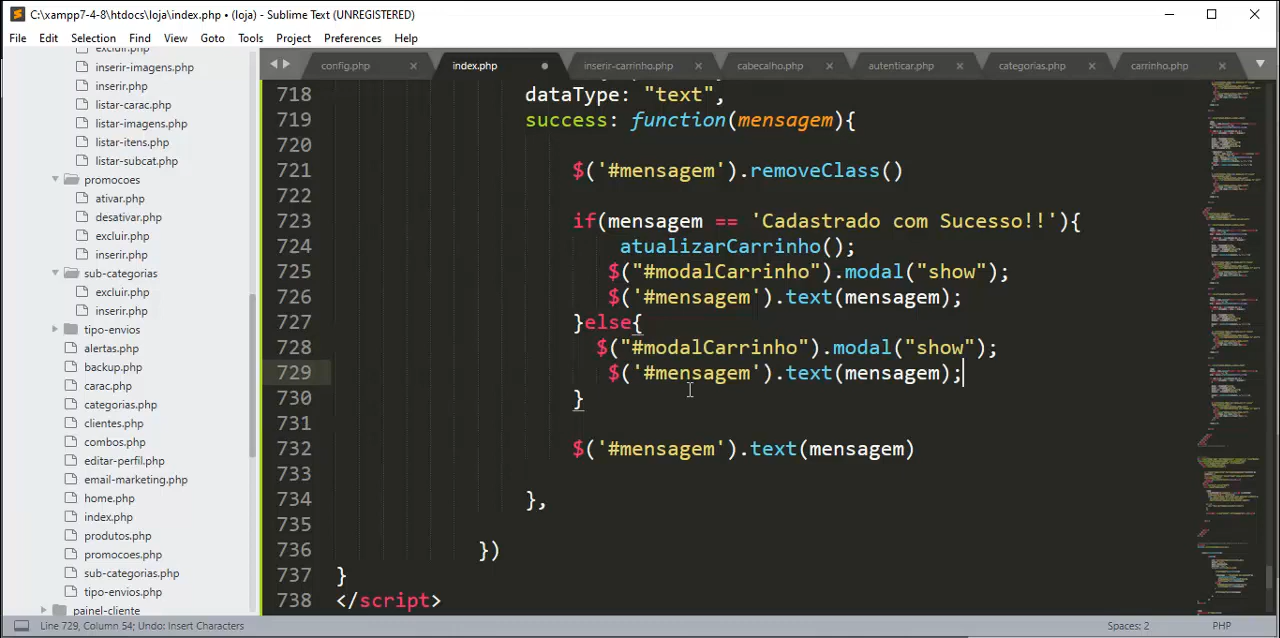 C:\xampp7-4-8\htdocs\loja\index.php • (loja) - Sublime Text (UNREGISTERED)
File Edit Selection Find View Goto Tools Project Preferences Help
config.php index.php inserir-carrinho.php cabecalho.php autenticar.php categorias.php carrinho.php
excluir.php
inserir-imagens.php
inserir.php
listar-carac.php
listar-imagens.php
listar-itens.php
listar-subcat.php
promocoes
ativar.php
desativar.php
excluir.php
inserir.php
sub-categorias
excluir.php
inserir.php
tipo-envios
alertas.php
backup.php
carac.php
categorias.php
clientes.php
combos.php
editar-perfil.php
email-marketing.php
home.php
index.php
produtos.php
promocoes.php
sub-categorias.php
tipo-envios.php
painel-cliente
718 dataType: "text",
719 success: function(mensagem){
720
721 $('#mensagem').removeClass()
722
723 if(mensagem == 'Cadastrado com Sucesso!!'){
724 atualizarCarrinho();
725 $("#modalCarrinho").modal("show");
726 $('#mensagem').text(mensagem);
727 }else{
728 $("#modalCarrinho").modal("show");
729 $('#mensagem').text(mensagem);
730 }
731
732 $('#mensagem').text(mensagem)
733
734 },
735
736 })
737 }
738 </script>
Line 729, Column 54; Undo: Insert Characters Spaces: 2 PHP